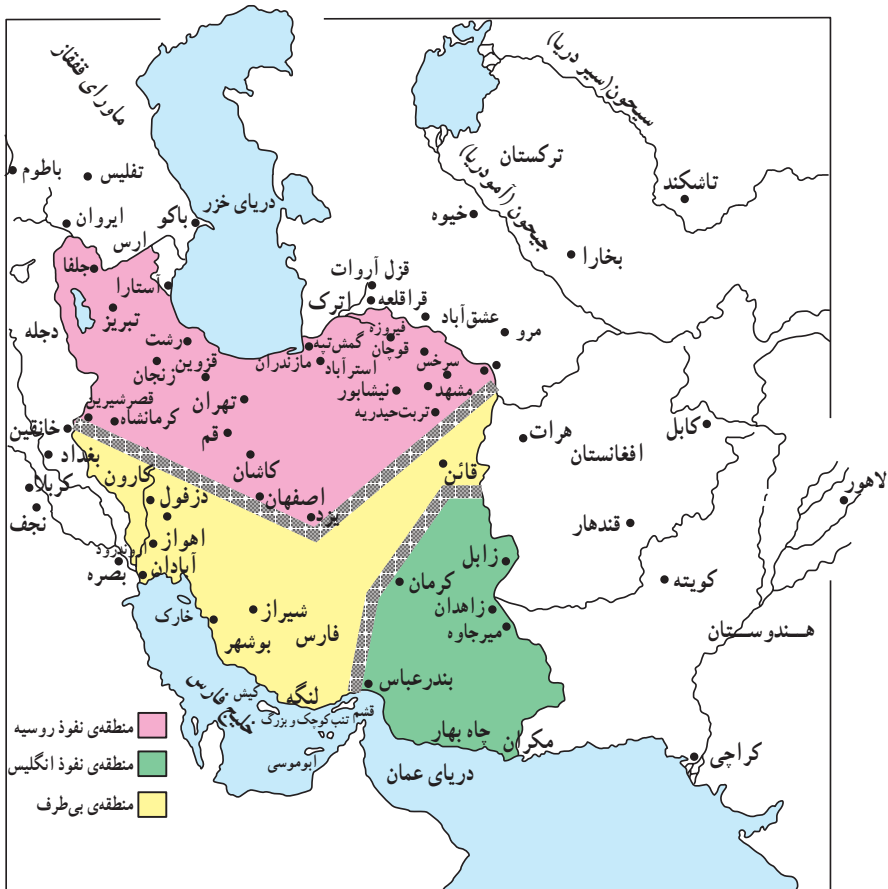 ماورای قفقاز
سیحون(سیر دریا)
ترکستان
جیحون(آمودریا)
باطوم
تفلیس
تاشکند
دریای خزر
خیوه
ایروان
باکو
ارس
بخارا
جلفا
قزل آروات
آستارا
قراقلعه
اترک
عشق‌آباد
تبریز
مرو
دجله
فیروزه
رشت
گمش‌تپه
قوچان
قزوین
مازندران
استرآباد
سرخس
زنجان
مشهد
نیشابور
قصرشیرین
تهران
تربت‌حیدریه
کرمانشاه
خانقین
قم
هرات
کابل
افغانستان
بغداد
کاشان
قائن
کارون
لاهور
کربلا
دزفول
اصفهان
یزد
نجف
قندهار
اهواز
اروندرود
زابل
بصره
آبادان
کرمان
کویته
خارک
شیراز
زاهدان
فارس
میرجاوه
هندوستان
بوشهر
بندرعباس
کیش
لنگه
خلیج فارس
قشم
تنب‌کوچک و بزرگ
چاه بهار
مکران
ابوموسی
دریای عمان
کراچی
منطقه‌ی نفوذ روسیه
منطقه‌ی نفوذ انگلیس
منطقه‌ی بی‌طرف